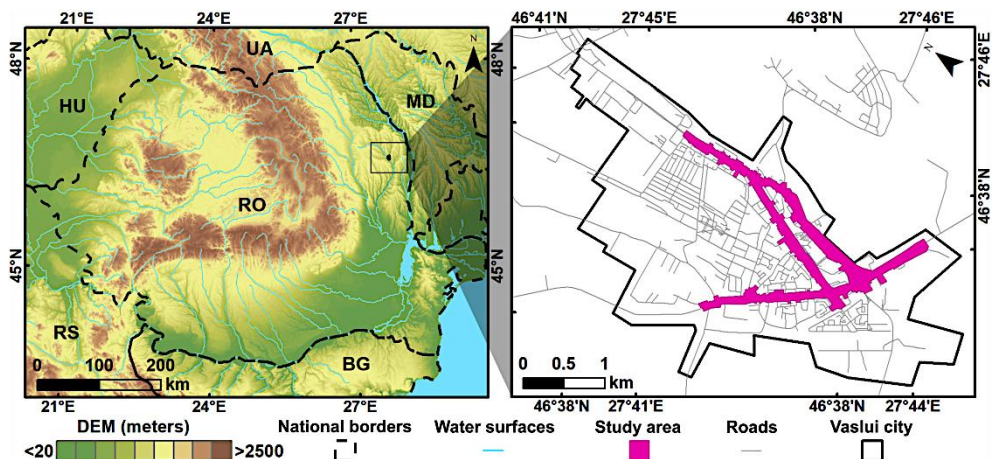 21°E 24°E 27°E
48°N
48°N
UA
N
HU
MD
RO
45°N
45°N
RS
BG
0 100 200
km
21°E 24°E 27°E
46°41'N 27°45'E 46°38'N 27°46'E
N
27°46'E
46°38'N
0 0.5 1
km
46°38'N 27°41'E 46°38'N 27°44'E
DEM (meters) National borders Water surfaces Study area Roads Vaslui city
<20 >2500